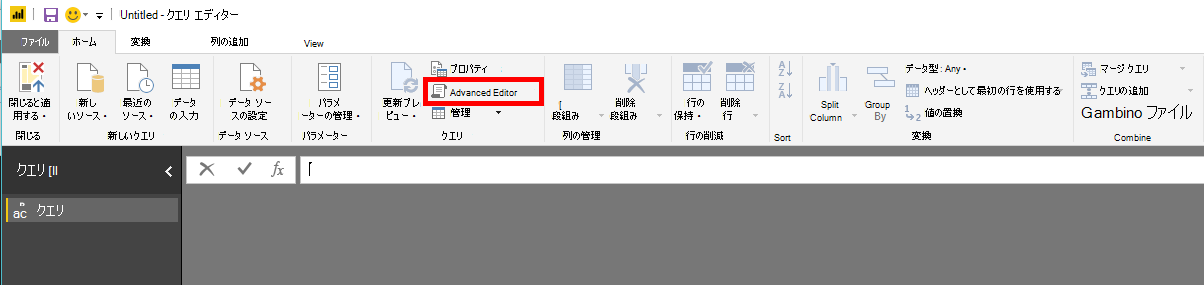 Untitled - クエリ エディター
ファイル ホーム 変換 列の追加 View
閉じると適用する
閉じる
新しいソース
最近のソース
データの入力
新しいクエリ
データ ソースの設定
データ ソース
パラメーターの管理
パラメーター
更新プレビュー
プロパティ
Advanced Editor
管理
クエリ
[
段組み
削除
段組み
列の管理
行の保持
削除
行
行の削減
A
Z
Z
A
Sort
Split
Column
Group
By
データ型: Any
ヘッダーとして最初の行を使用する
1
2
値の置換
変換
マージ クエリ
クエリの追加
Gambino ファイル
Combine
クエリ [II
fx
[
ac クエリ